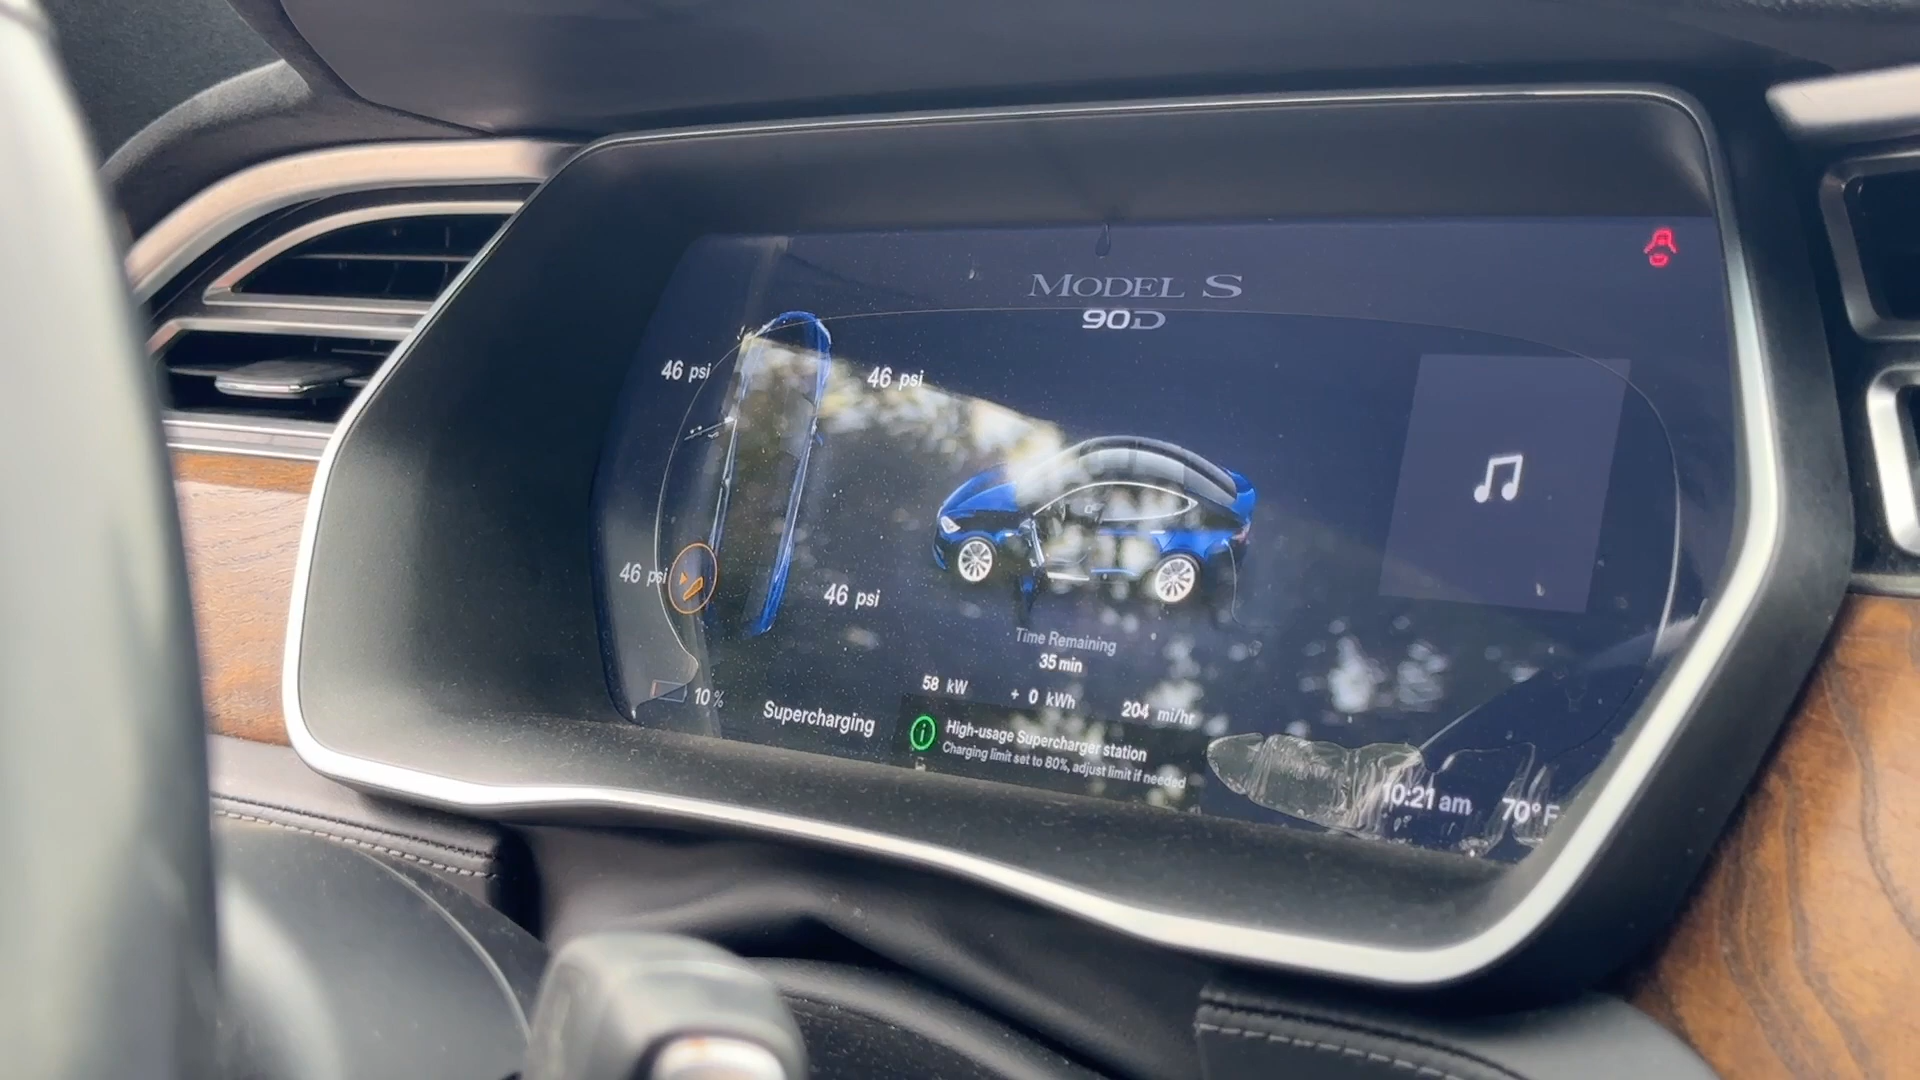 MODEL S
90D
46 psi
46 psi
46 psi
46 psi
Time Remaining
35 min
58 kW
+ 0 kWh
204 mi/hr
10 %
Supercharging
High-usage Supercharger station
Charging limit set to 80%, adjust limit if needed
10:21 am
70°F